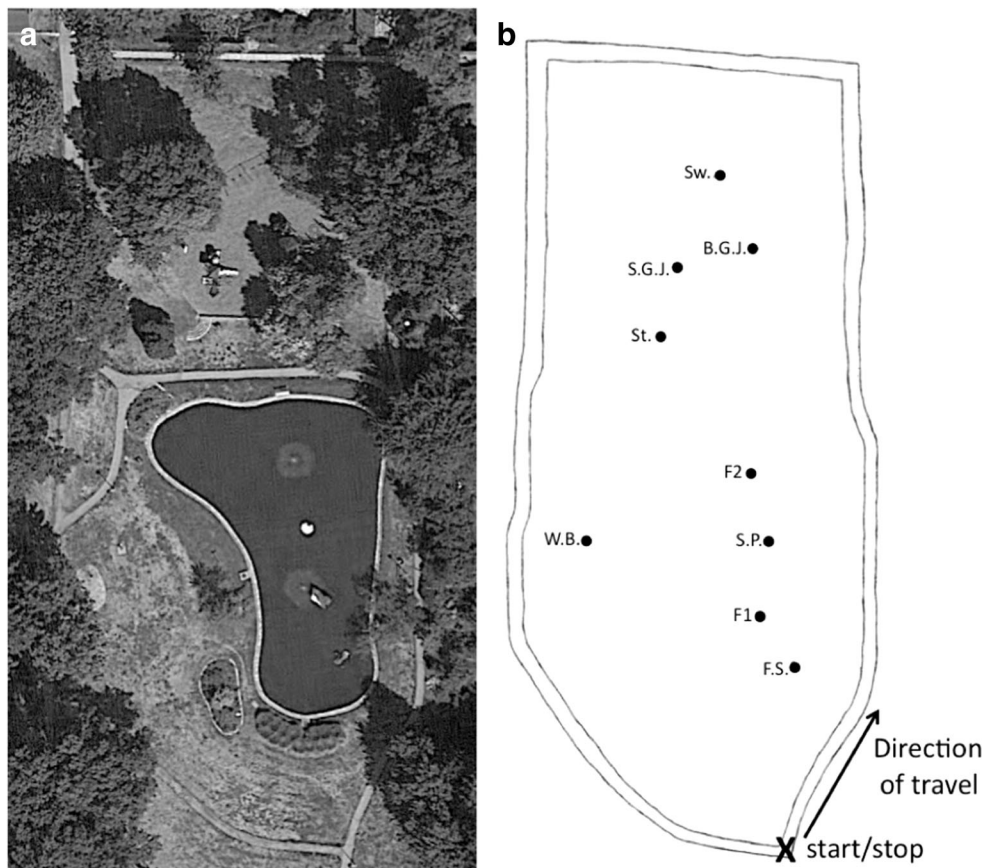 a
b
Sw.
B.G.J.
S.G.J.
St.
F2
W.B.
S.P.
F1
F.S.
Direction
of travel
X start/stop